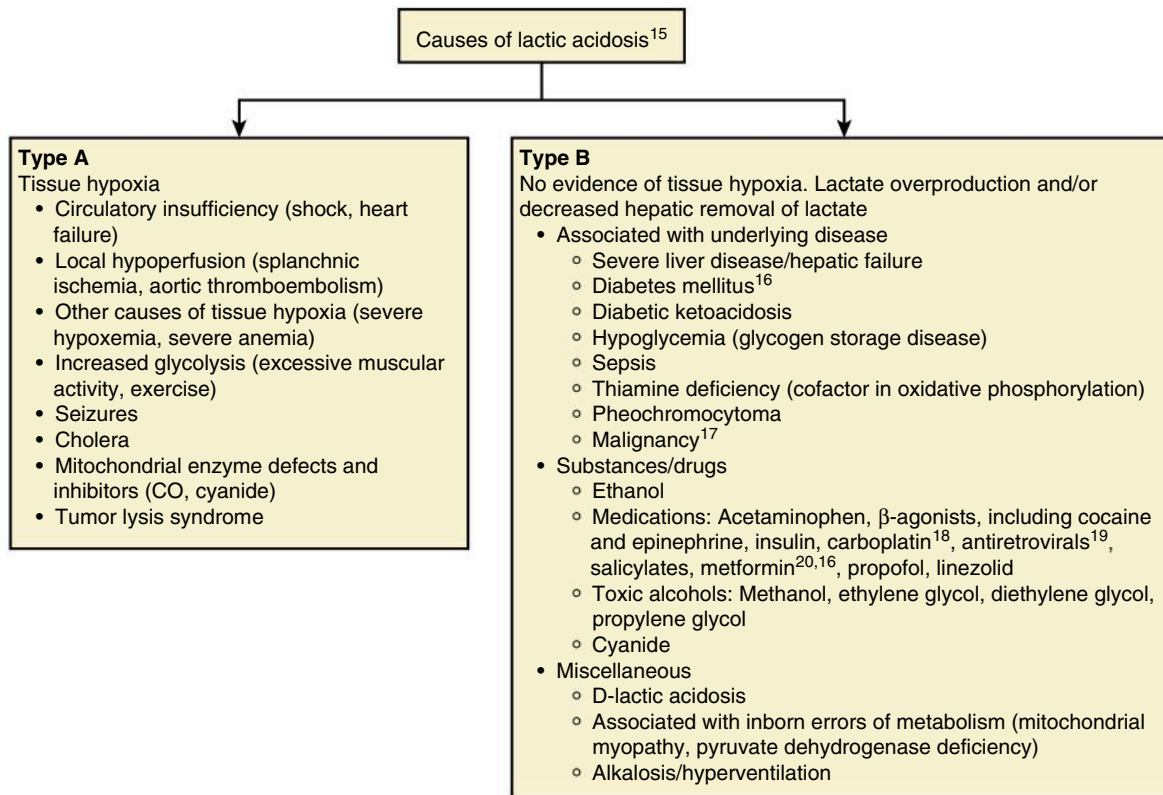 Causes of lactic acidosis15
Type A
Tissue hypoxia
• Circulatory insufficiency (shock, heart
failure)
• Local hypoperfusion (splanchnic
ischemia, aortic thromboembolism)
• Other causes of tissue hypoxia (severe
hypoxemia, severe anemia)
• Increased glycolysis (excessive muscular
activity, exercise)
• Seizures
• Cholera
• Mitochondrial enzyme defects and
inhibitors (CO, cyanide)
• Tumor lysis syndrome
Type B
No evidence of tissue hypoxia. Lactate overproduction and/or
decreased hepatic removal of lactate
• Associated with underlying disease
◦ Severe liver disease/hepatic failure
◦ Diabetes mellitus16
◦ Diabetic ketoacidosis
◦ Hypoglycemia (glycogen storage disease)
◦ Sepsis
◦ Thiamine deficiency (cofactor in oxidative phosphorylation)
◦ Pheochromocytoma
◦ Malignancy17
• Substances/drugs
◦ Ethanol
◦ Medications: Acetaminophen, β-agonists, including cocaine
and epinephrine, insulin, carboplatin18, antiretrovirals19,
salicylates, metformin20,16, propofol, linezolid
◦ Toxic alcohols: Methanol, ethylene glycol, diethylene glycol,
propylene glycol
◦ Cyanide
• Miscellaneous
◦ D-lactic acidosis
◦ Associated with inborn errors of metabolism (mitochondrial
myopathy, pyruvate dehydrogenase deficiency)
◦ Alkalosis/hyperventilation